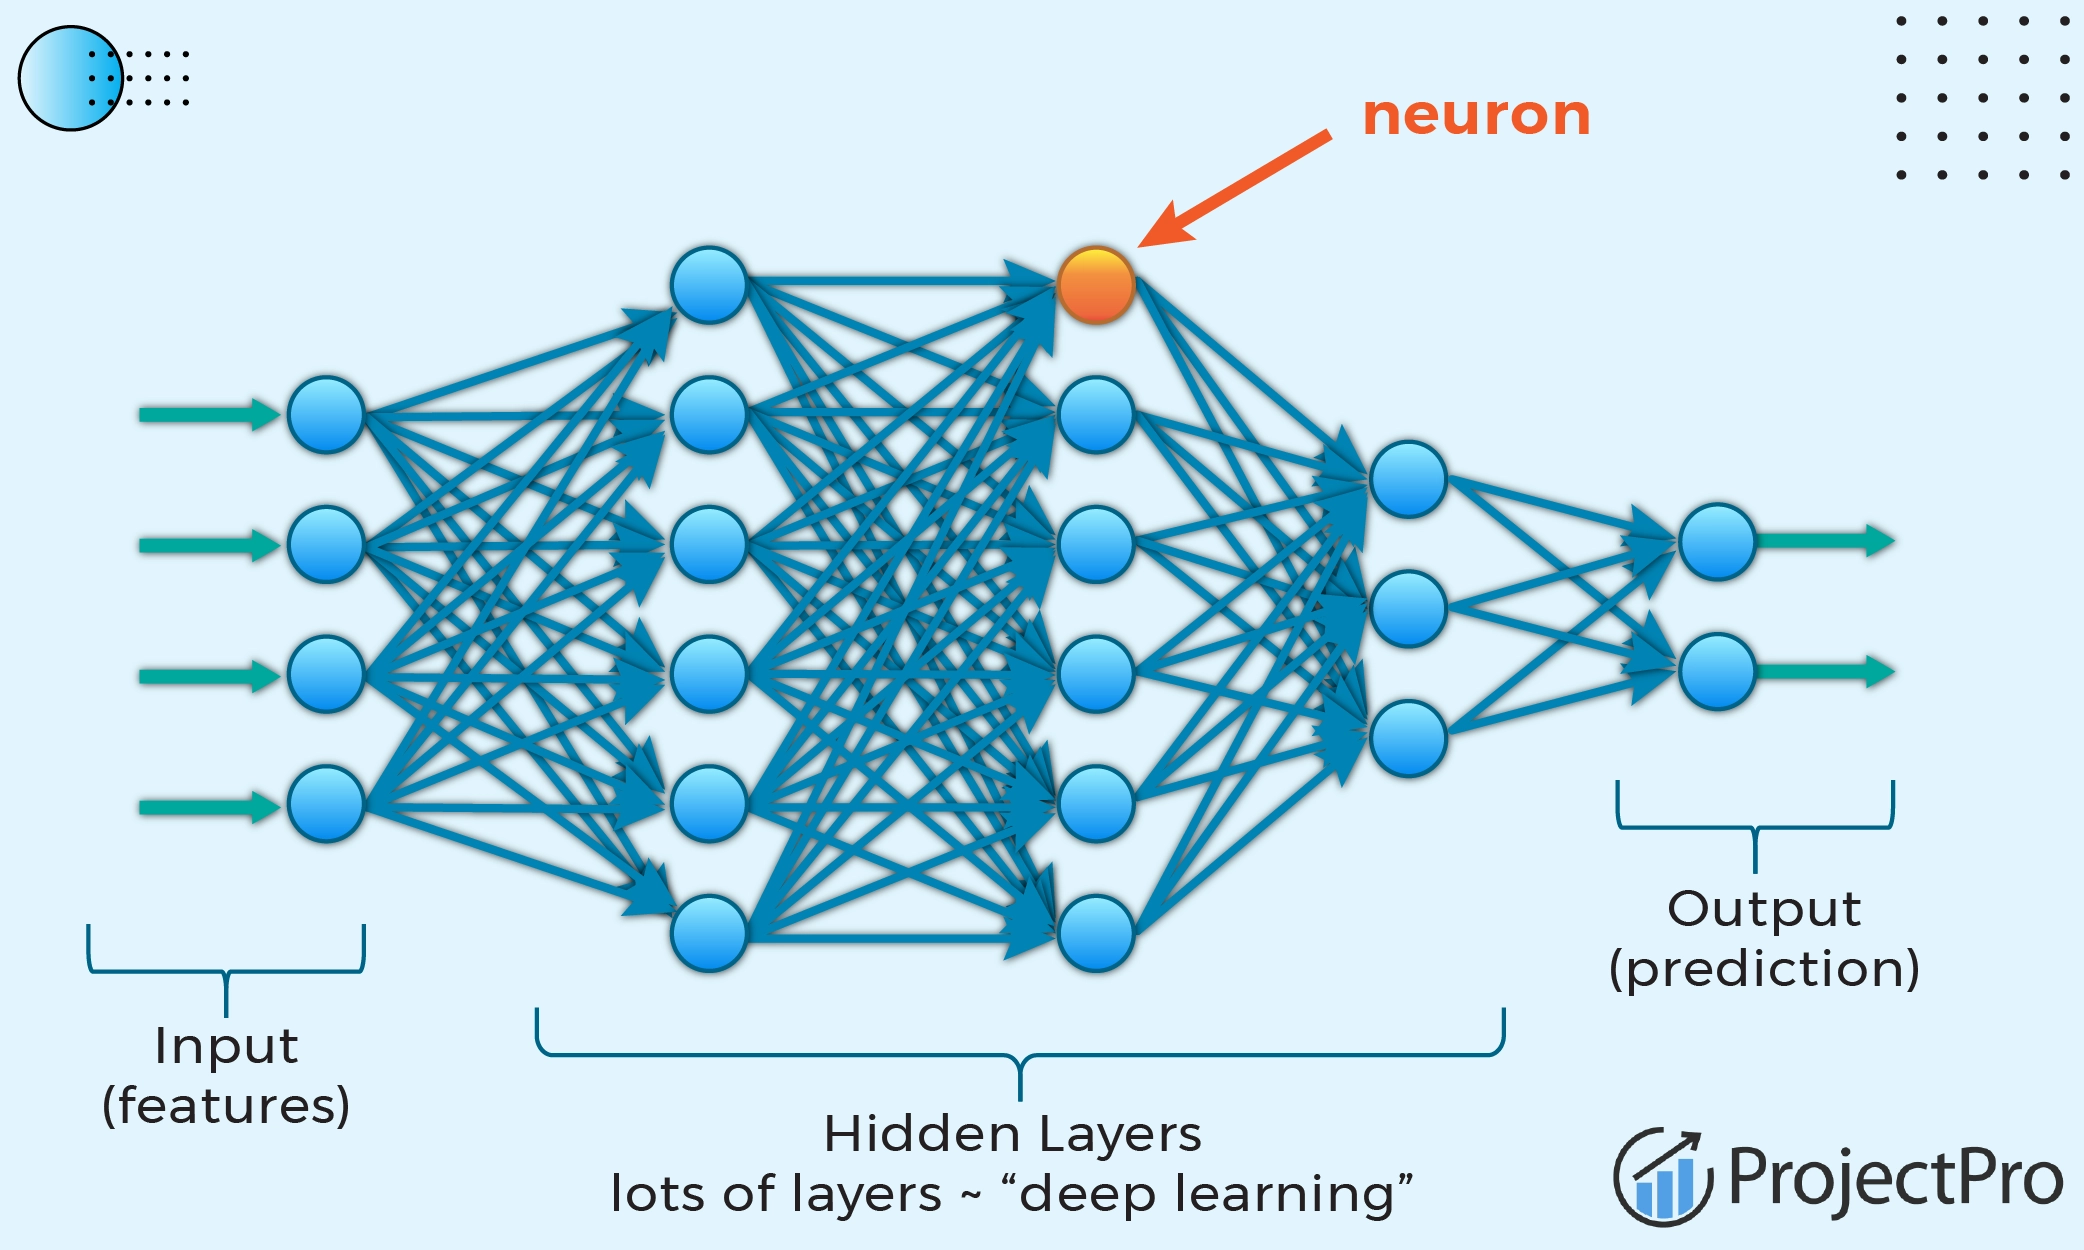 neuron
Input
(features)
Hidden Layers
lots of layers ~ “deep learning”
Output
(prediction)
ProjectPro